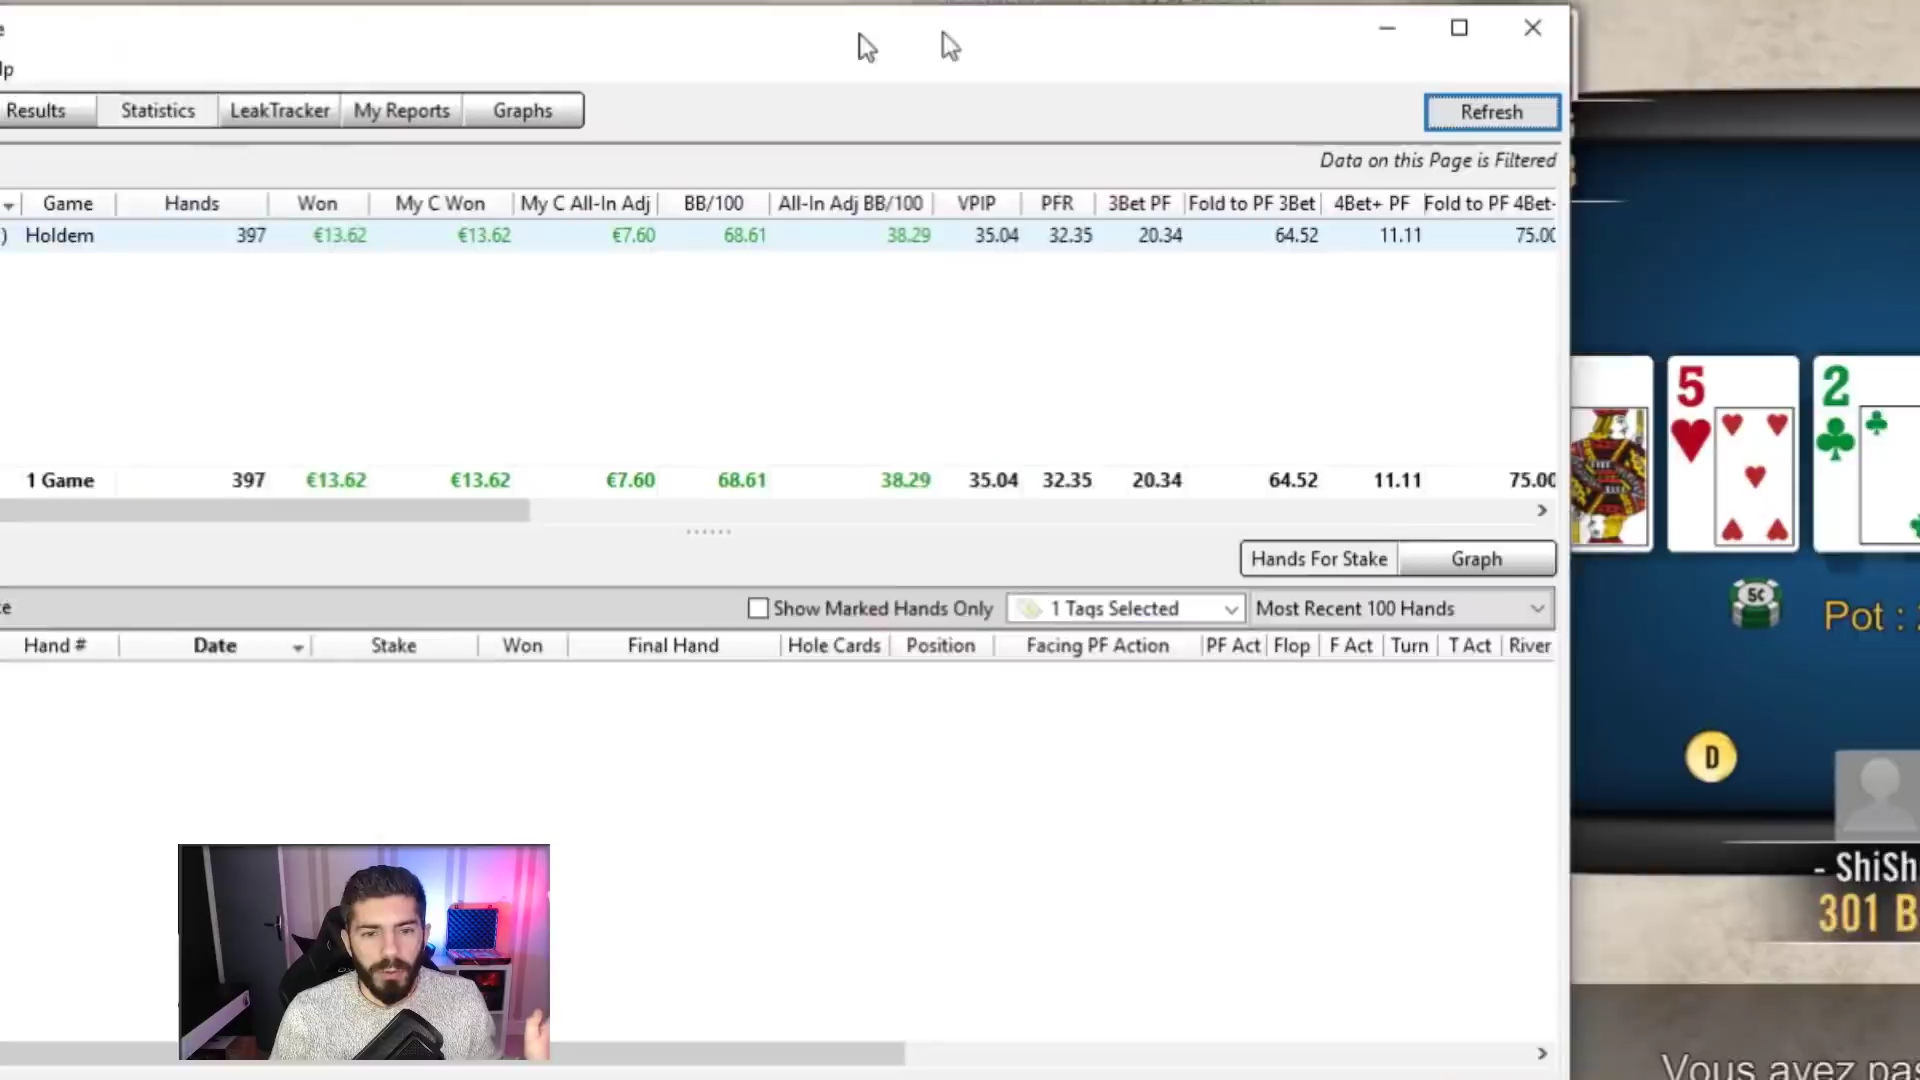 e
lp
Results Statistics LeakTracker My Reports Graphs Refresh
Data on this Page is Filtered
Game Hands Won My C Won My C All-In Adj BB/100 All-In Adj BB/100 VPIP PFR 3Bet PF Fold to PF 3Bet 4Bet+ PF Fold to PF 4Bet-
) Holdem 397 €13.62 €13.62 €7.60 68.61 38.29 35.04 32.35 20.34 64.52 11.11 75.00
5 2
1 Game 397 €13.62 €13.62 €7.60 68.61 38.29 35.04 32.35 20.34 64.52 11.11 75.00
Hands For Stake Graph
5¢
Pot :
ce Show Marked Hands Only 1 Tags Selected Most Recent 100 Hands
Hand # Date Stake Won Final Hand Hole Cards Position Facing PF Action PF Act Flop F Act Turn T Act River
D
- ShiSh
301 B
Vous avez pas